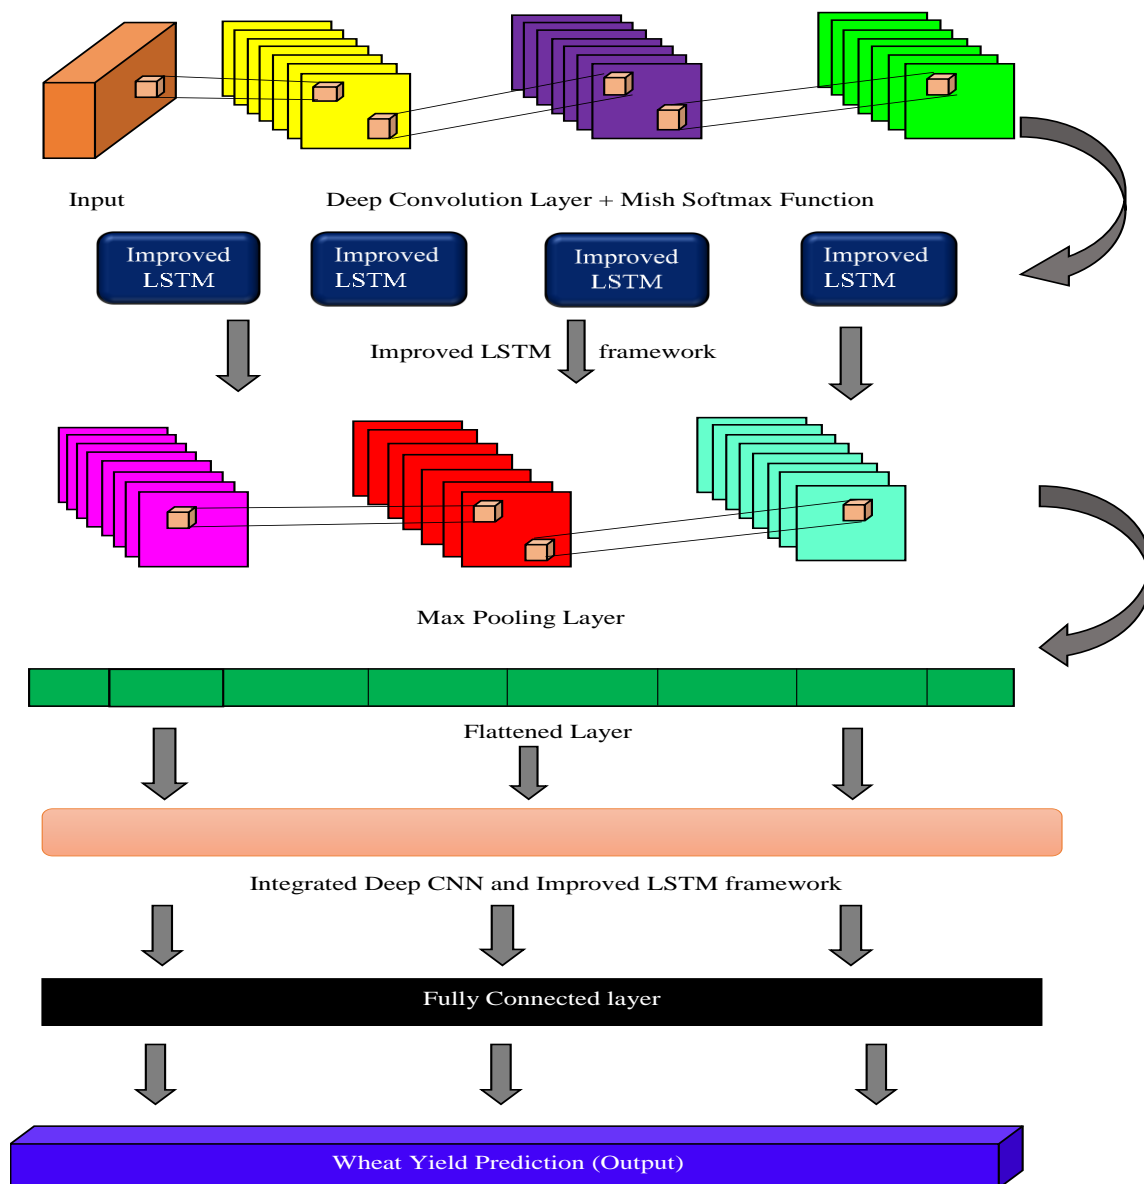 Input
Deep Convolution Layer + Mish Softmax Function
Improved
LSTM
Improved
LSTM
Improved
LSTM
Improved
LSTM
Improved LSTM framework
Max Pooling Layer
Flattened Layer
Integrated Deep CNN and Improved LSTM framework
Fully Connected layer
Wheat Yield Prediction (Output)